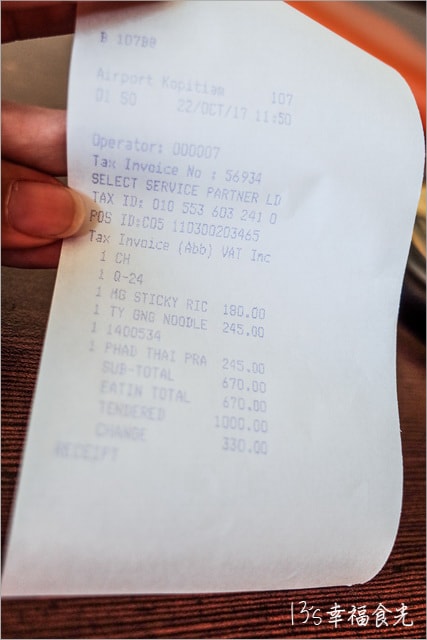 B 107BB
Airport Kopitiam 107
01 50 22/OCT/17 11:50
Operator: 000007
Tax Invoice No : 56934
SELECT SERVICE PARTNER LD
TAX ID: 010 553 603 241 0
POS ID:C05 110300203465
Tax Invoice (Abb) VAT Inc
1 CH
1 Q-24
1 MG STICKY RIC 180.00
1 TY GNG NOODLE 245.00
1 1400534
1 PHAD THAI PRA 245.00
SUB-TOTAL 670.00
EATIN TOTAL 670.00
TENDERED 1000.00
CHANGE 330.00
RECEIPT
13's幸福食光